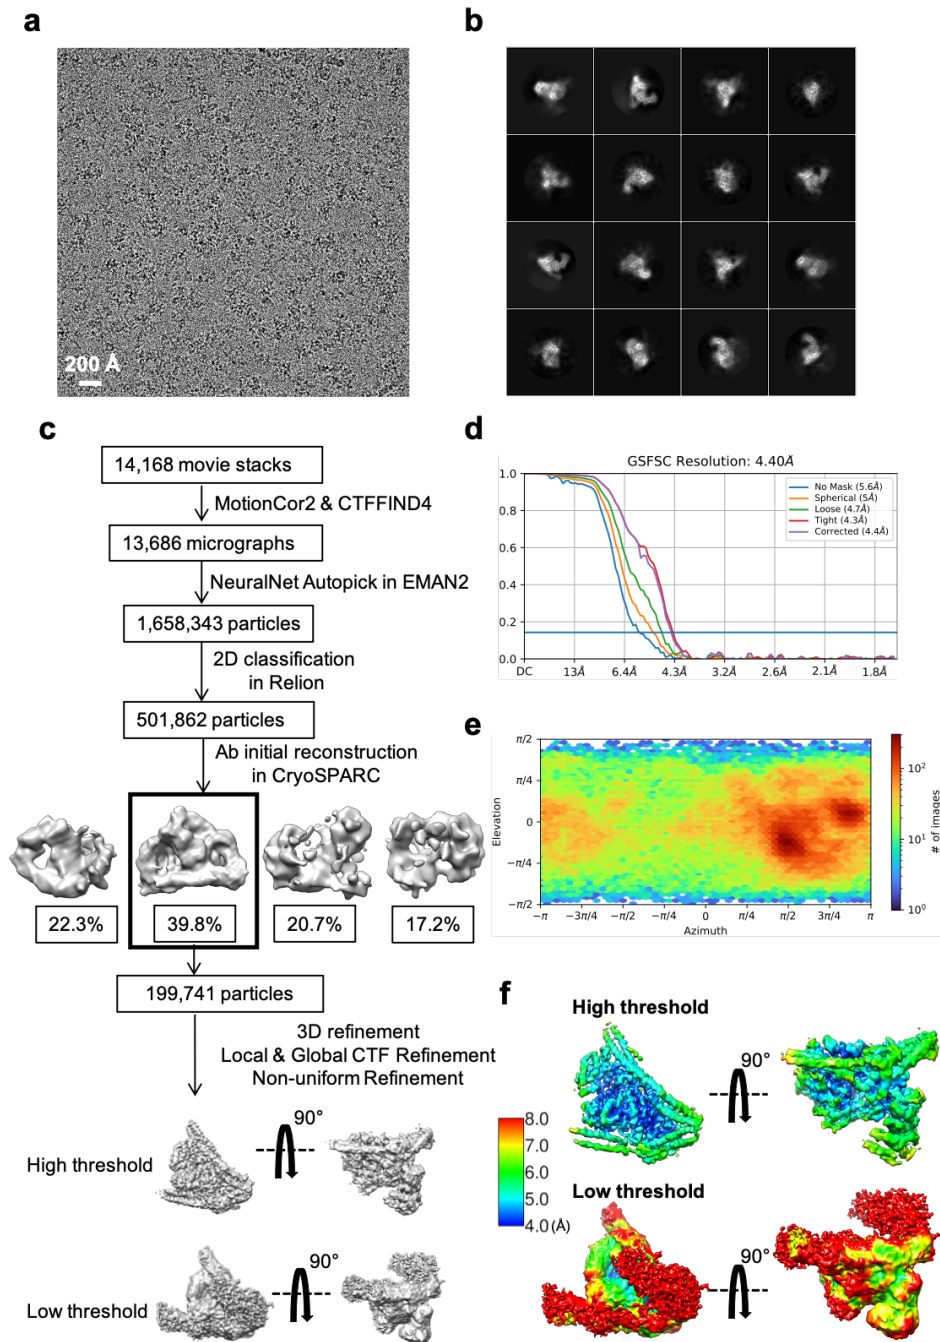 a
200 Å
b
c
14,168 movie stacks
MotionCor2 & CTFFIND4
13,686 micrographs
NeuralNet Autopick in EMAN2
1,658,343 particles
2D classification
in Relion
501,862 particles
Ab initial reconstruction
in CryoSPARC
22.3%
39.8%
20.7%
17.2%
199,741 particles
3D refinement
Local & Global CTF Refinement
Non-uniform Refinement
90°
High threshold
90°
Low threshold
d
GSFSC Resolution: 4.40Å
1.0
0.8
0.6
0.4
0.2
0.0
No Mask (5.6Å)
Spherical (5Å)
Loose (4.7Å)
Tight (4.3Å)
Corrected (4.4Å)
DC 13Å 6.4Å 4.3Å 3.2Å 2.6Å 2.1Å 1.8Å
e
π/2
π/4
0
−π/4
−π/2
Elevation
−π −3π/4 −π/2 −π/4 0 π/4 π/2 3π/4 π
Azimuth
10²
10¹
10⁰
# of images
f
High threshold
90°
8.0
7.0
6.0
5.0
4.0 (Å)
Low threshold
90°